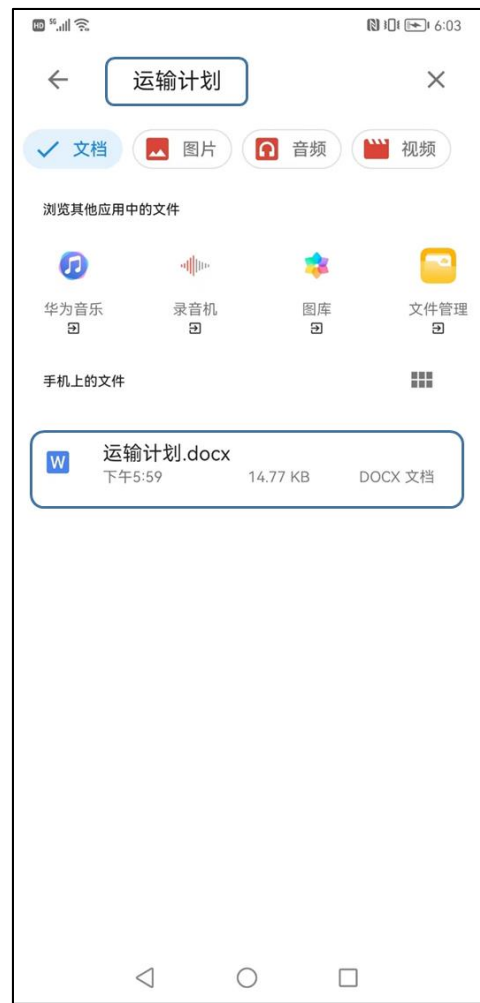 HD 5G 6:03
运输计划
文档 图片 音频 视频
浏览其他应用中的文件
华为音乐 录音机 图库 文件管理
手机上的文件
W 运输计划.docx
下午5:59 14.77 KB DOCX 文档